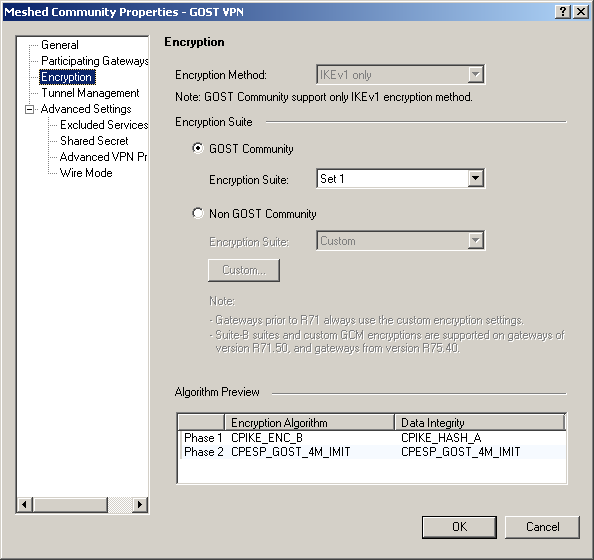 Meshed Community Properties - GOST VPN
General
Participating Gateways
Encryption
Tunnel Management
Advanced Settings
Excluded Services
Shared Secret
Advanced VPN Pr
Wire Mode
Encryption
Encryption Method: IKEv1 only
Note: GOST Community support only IKEv1 encryption method.
Encryption Suite
GOST Community
Encryption Suite: Set 1
Non GOST Community
Encryption Suite: Custom
Custom...
Note:
- Gateways prior to R71 always use the custom encryption settings.
- Suite-B suites and custom GCM encryptions are supported on gateways of
version R71.50, and gateways from version R75.40.
Algorithm Preview
Encryption Algorithm Data Integrity
Phase 1 CPIKE_ENC_B CPIKE_HASH_A
Phase 2 CPESP_GOST_4M_IMIT CPESP_GOST_4M_IMIT
OK Cancel